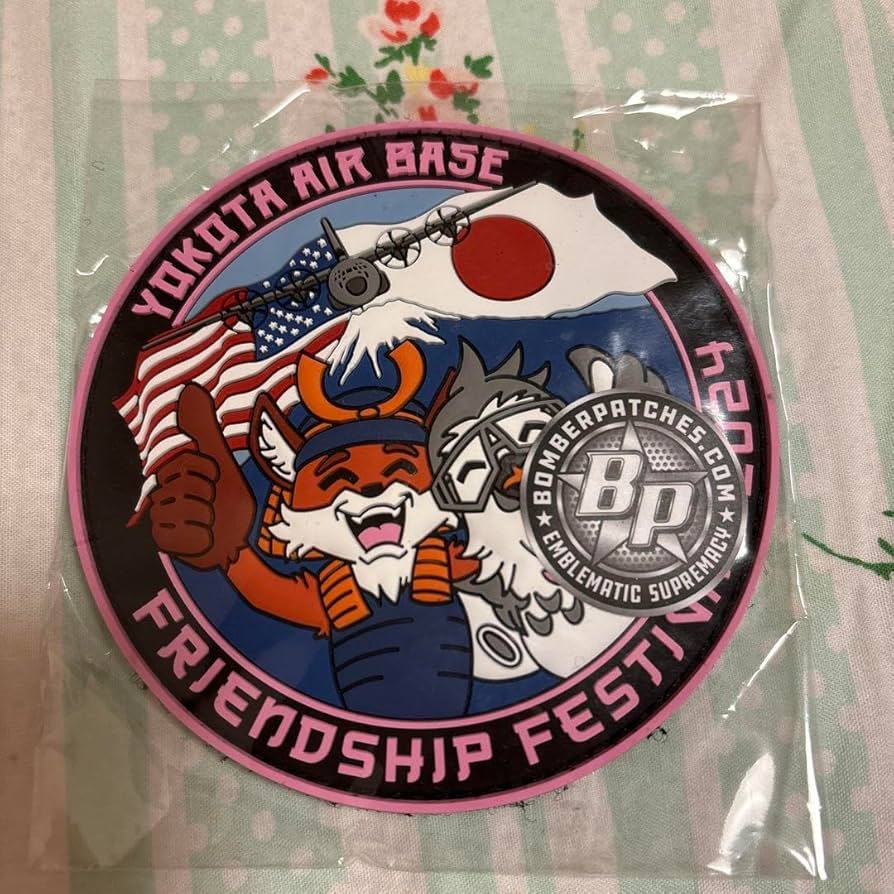 YOKOTA AIR BASE
FRIENDSHIP FESTIVAL
2024
BOMBERPATCHES.COM
BP
EMBLEMATIC SUPREMACY